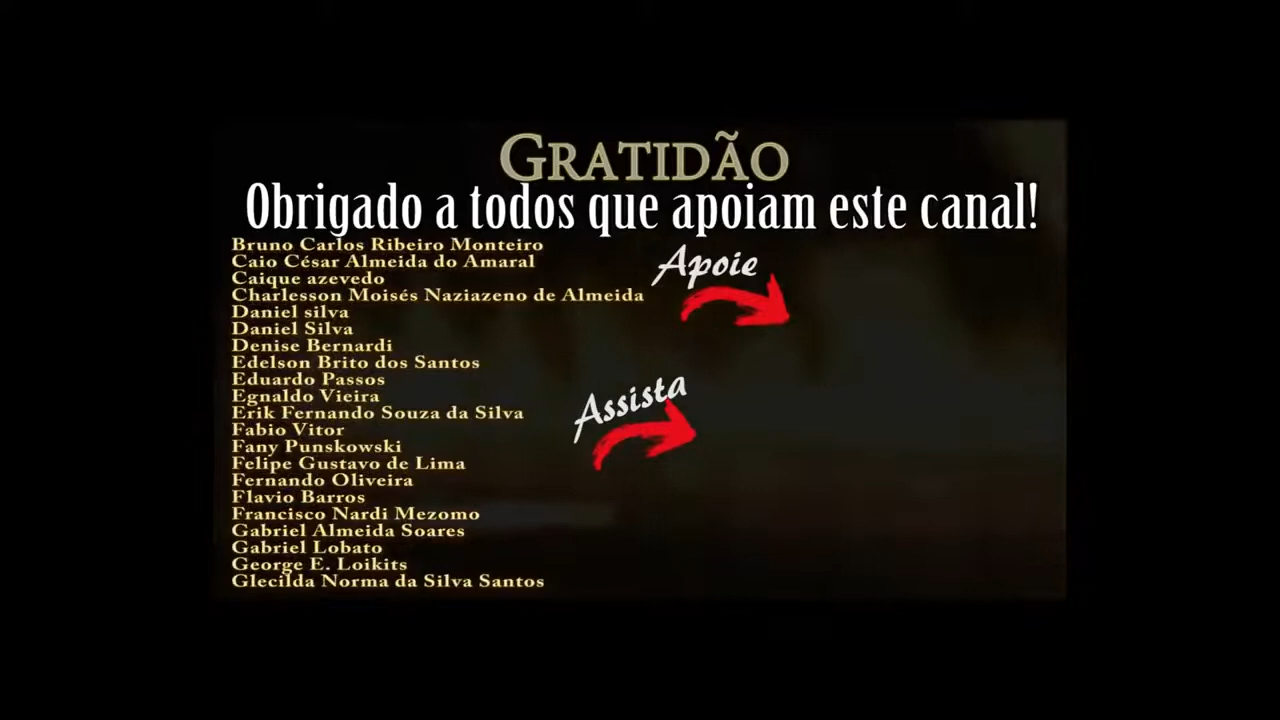 GRATIDÃO
Obrigado a todos que apoiam este canal!
Bruno Carlos Ribeiro Monteiro
Caio César Almeida do Amaral
Caique azevedo
Charlesson Moisés Naziazeno de Almeida
Daniel silva
Daniel Silva
Denise Bernardi
Edelson Brito dos Santos
Eduardo Passos
Egnaldo Vieira
Erik Fernando Souza da Silva
Fabio Vitor
Fany Punskowski
Felipe Gustavo de Lima
Fernando Oliveira
Flavio Barros
Francisco Nardi Mezomo
Gabriel Almeida Soares
Gabriel Lobato
George E. Loikits
Glecilda Norma da Silva Santos
Apoie
Assista